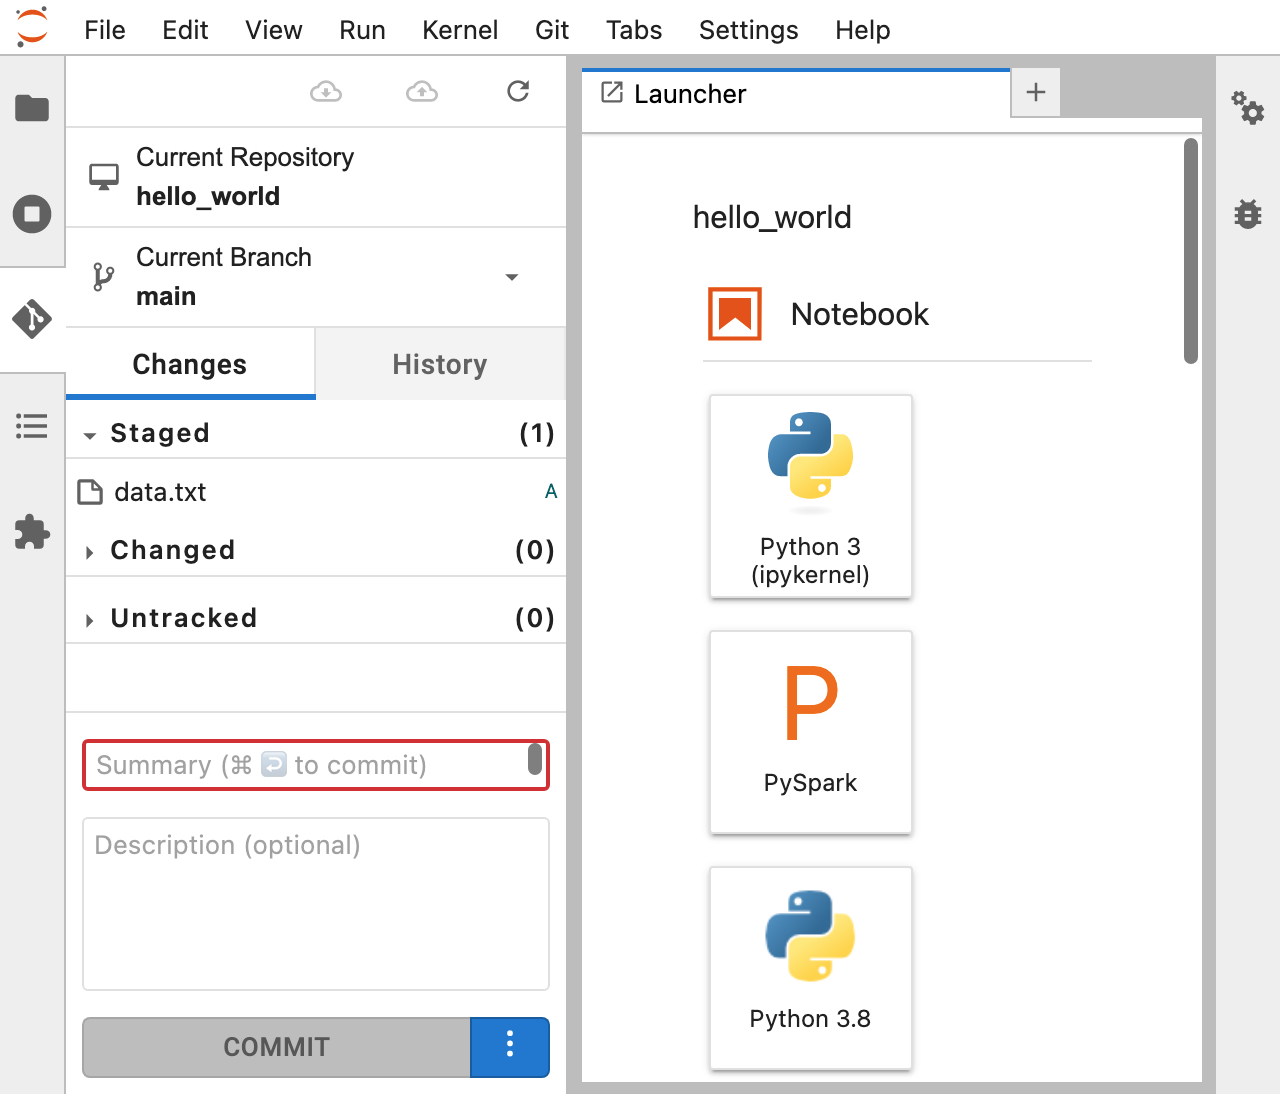 File Edit View Run Kernel Git Tabs Settings Help
Current Repository
hello_world
Current Branch
main
Changes History
Staged (1)
data.txt A
Changed (0)
Untracked (0)
Summary (⌘ ↩ to commit)
Description (optional)
COMMIT
Launcher
hello_world
Notebook
Python 3
(ipykernel)
P
PySpark
Python 3.8